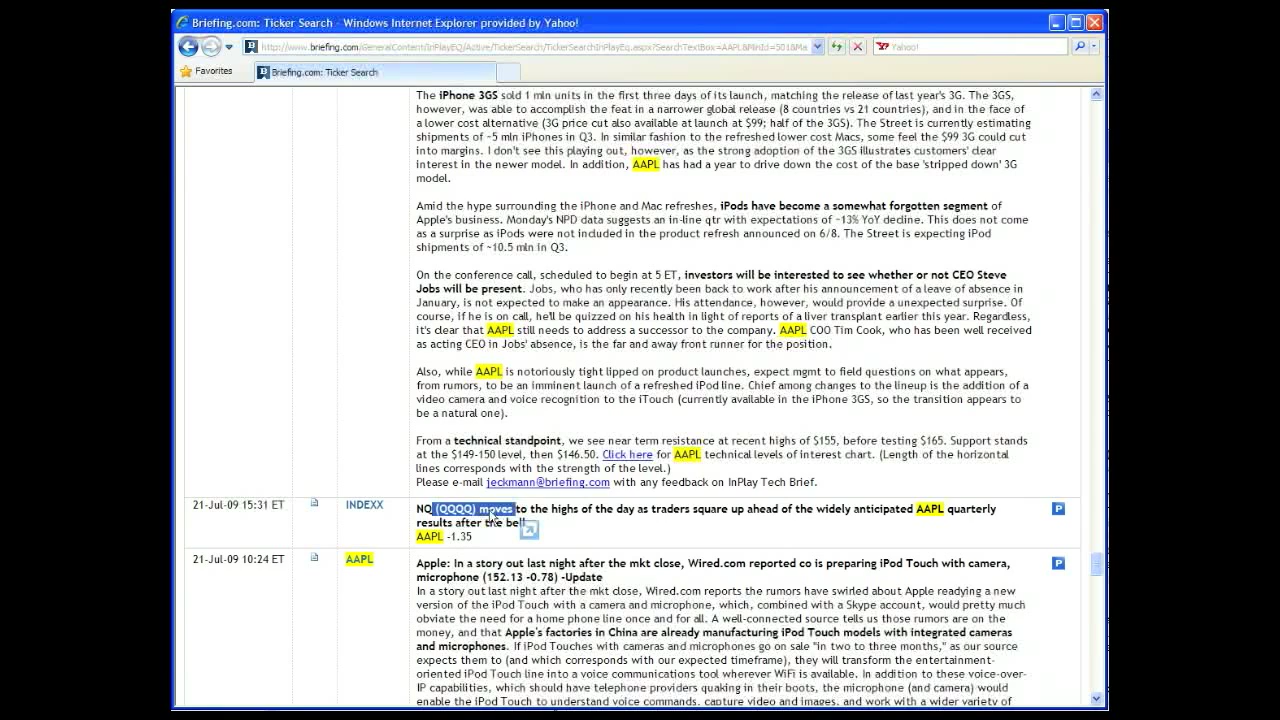 Briefing.com: Ticker Search - Windows Internet Explorer provided by Yahoo!
http://www.briefing.com/GeneralContent/InPlayEQ/Active/TickerSearch/TickerSearchInPlayEq.aspx?SearchTextBox=AAPL&MinId=501&Ma
Yahoo!
Favorites
Briefing.com: Ticker Search
The iPhone 3GS sold 1 mln units in the first three days of its launch, matching the release of last year's 3G. The 3GS,
however, was able to accomplish the feat in a narrower global release (8 countries vs 21 countries), and in the face of
a lower cost alternative (3G price cut also available at launch at $99; half of the 3GS). The Street is currently estimating
shipments of ~5 mln iPhones in Q3. In similar fashion to the refreshed lower cost Macs, some feel the $99 3G could cut
into margins. I don't see this playing out, however, as the strong adoption of the 3GS illustrates customers' clear
interest in the newer model. In addition, AAPL has had a year to drive down the cost of the base 'stripped down' 3G
model.
Amid the hype surrounding the iPhone and Mac refreshes, iPods have become a somewhat forgotten segment of
Apple's business. Monday's NPD data suggests an in-line qtr with expectations of ~13% YoY decline. This does not come
as a surprise as iPods were not included in the product refresh announced on 6/8. The Street is expecting iPod
shipments of ~10.5 mln in Q3.
On the conference call, scheduled to begin at 5 ET, investors will be interested to see whether or not CEO Steve
Jobs will be present. Jobs, who has only recently been back to work after his announcement of a leave of absence in
January, is not expected to make an appearance. His attendance, however, would provide a unexpected surprise. Of
course, if he is on call, he'll be quizzed on his health in light of reports of a liver transplant earlier this year. Regardless,
it's clear that AAPL still needs to address a successor to the company. AAPL COO Tim Cook, who has been well received
as acting CEO in Jobs' absence, is the far and away front runner for the position.
Also, while AAPL is notoriously tight lipped on product launches, expect mgmt to field questions on what appears,
from rumors, to be an imminent launch of a refreshed iPod line. Chief among changes to the lineup is the addition of a
video camera and voice recognition to the iTouch (currently available in the iPhone 3GS, so the transition appears to
be a natural one).
From a technical standpoint, we see near term resistance at recent highs of $155, before testing $165. Support stands
at the $149-150 level, then $146.50. Click here for AAPL technical levels of interest chart. (Length of the horizontal
lines corresponds with the strength of the level.)
Please e-mail jeckmann@briefing.com with any feedback on InPlay Tech Brief.
21-Jul-09 15:31 ET INDEXX NQ (QQQQ) moves to the highs of the day as traders square up ahead of the widely anticipated AAPL quarterly P
results after the bell
AAPL -1.35
21-Jul-09 10:24 ET AAPL Apple: In a story out last night after the mkt close, Wired.com reported co is preparing iPod Touch with camera, P
microphone (152.13 -0.78) -Update
In a story out last night after the mkt close, Wired.com reports the rumors have swirled about Apple readying a new
version of the iPod Touch with a camera and microphone, which, combined with a Skype account, would pretty much
obviate the need for a home phone line once and for all. A well-connected source tells us those rumors are on the
money, and that Apple's factories in China are already manufacturing iPod Touch models with integrated cameras
and microphones. If iPod Touches with cameras and microphones go on sale "in two to three months," as our source
expects them to (and which corresponds with our expected timeframe), they will transform the entertainment-
oriented iPod Touch line into a voice communications tool wherever WiFi is available. In addition to these voice-over-
IP capabilities, which should have telephone providers quaking in their boots, the microphone (and camera) would
enable the iPod Touch to understand voice commands, capture video and images, and work with a wider variety of